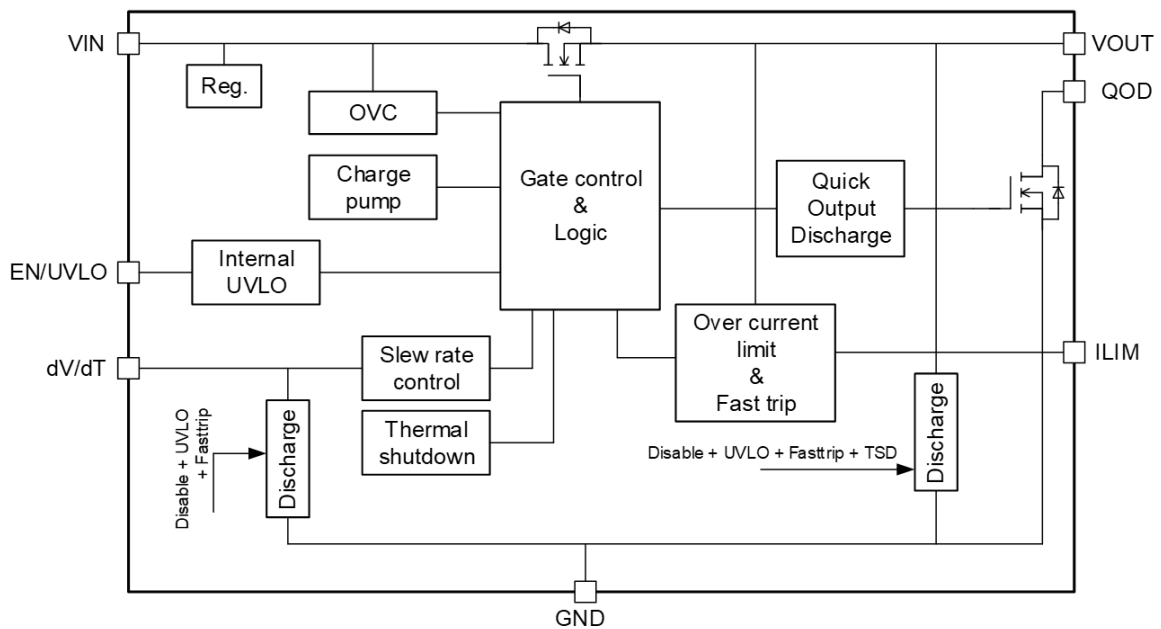 VIN
VOUT
Reg.
QOD
OVC
Charge
pump
Gate control
&
Logic
Quick
Output
Discharge
EN/UVLO
Internal
UVLO
dV/dT
Slew rate
control
Over current
limit
&
Fast trip
ILIM
Disable + UVLO
+ Fasttrip
Discharge
Thermal
shutdown
Disable + UVLO + Fasttrip + TSD
Discharge
GND